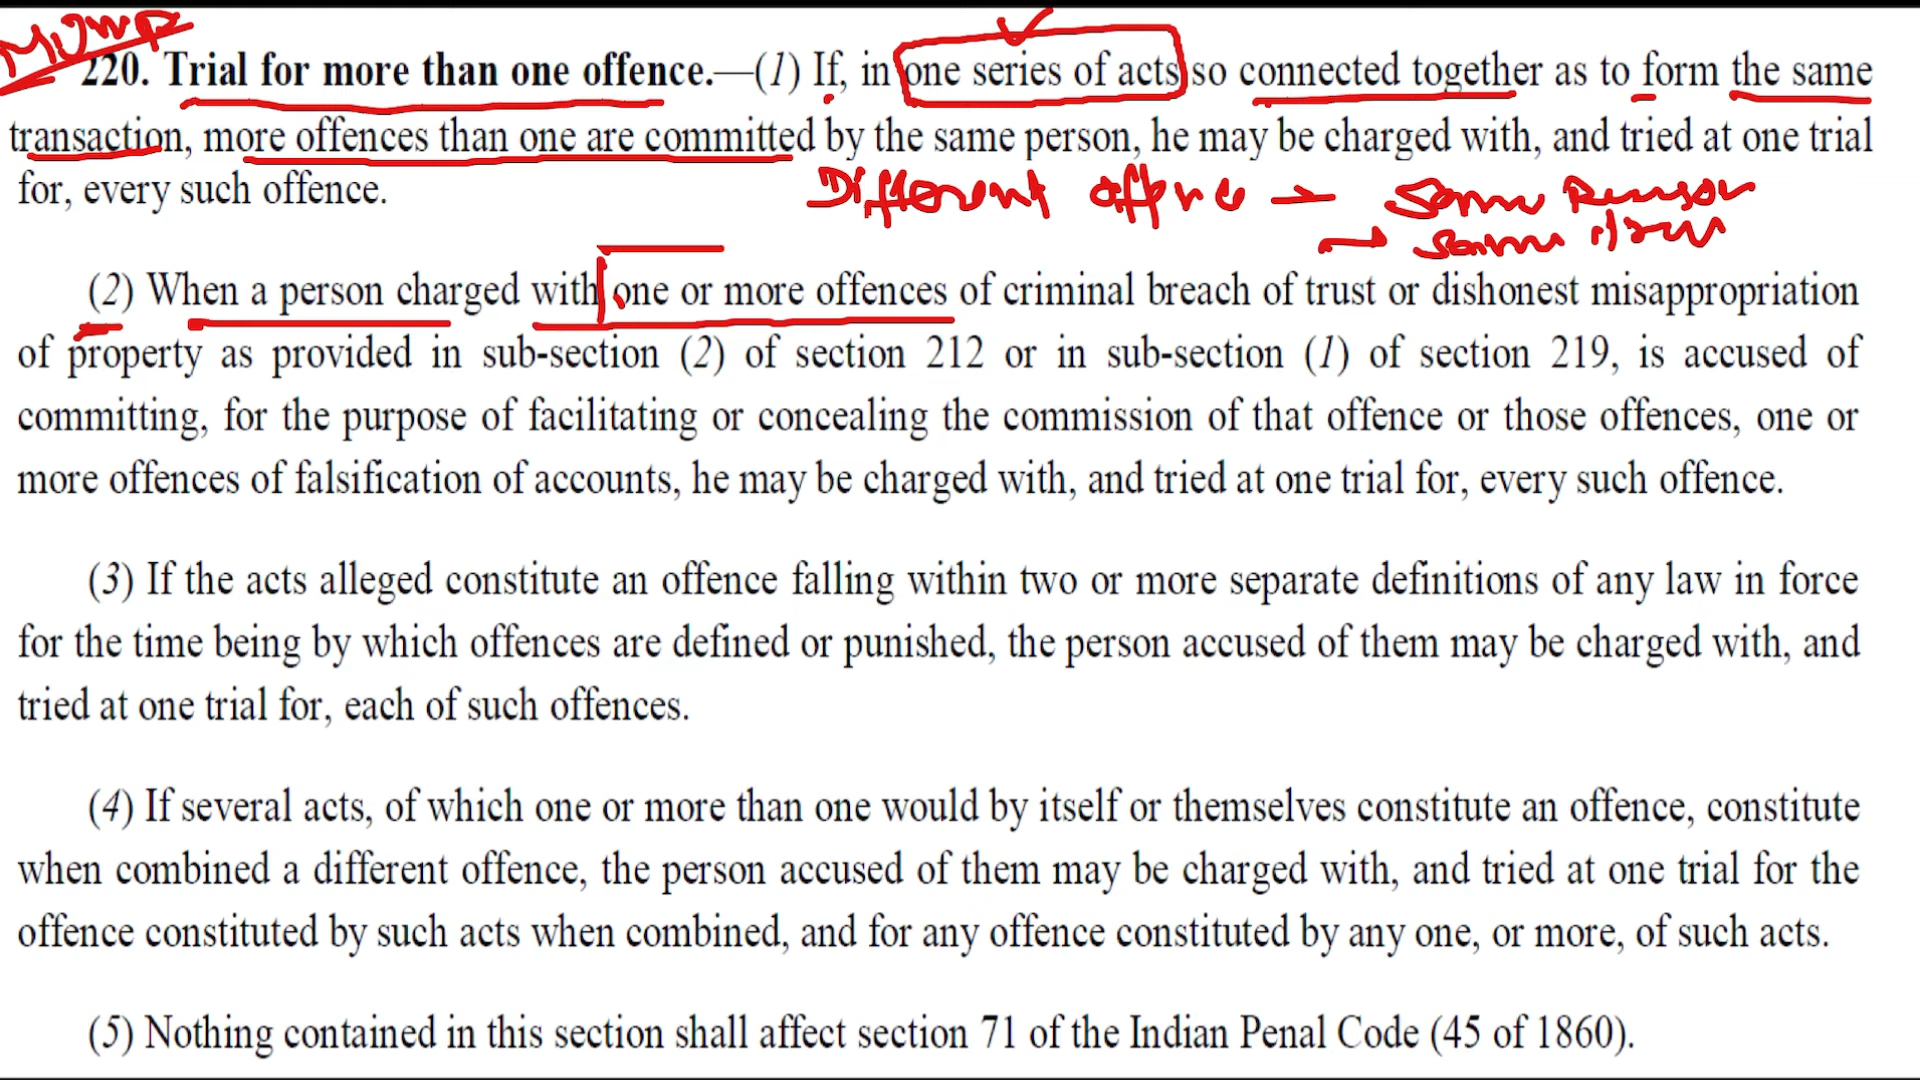 220. Trial for more than one offence.—(1) If, in one series of acts so connected together as to form the same
transaction, more offences than one are committed by the same person, he may be charged with, and tried at one trial
for, every such offence.
Different offence → Same Person
→ Same
(2) When a person charged with one or more offences of criminal breach of trust or dishonest misappropriation
of property as provided in sub-section (2) of section 212 or in sub-section (1) of section 219, is accused of
committing, for the purpose of facilitating or concealing the commission of that offence or those offences, one or
more offences of falsification of accounts, he may be charged with, and tried at one trial for, every such offence.
(3) If the acts alleged constitute an offence falling within two or more separate definitions of any law in force
for the time being by which offences are defined or punished, the person accused of them may be charged with, and
tried at one trial for, each of such offences.
(4) If several acts, of which one or more than one would by itself or themselves constitute an offence, constitute
when combined a different offence, the person accused of them may be charged with, and tried at one trial for the
offence constituted by such acts when combined, and for any offence constituted by any one, or more, of such acts.
(5) Nothing contained in this section shall affect section 71 of the Indian Penal Code (45 of 1860).